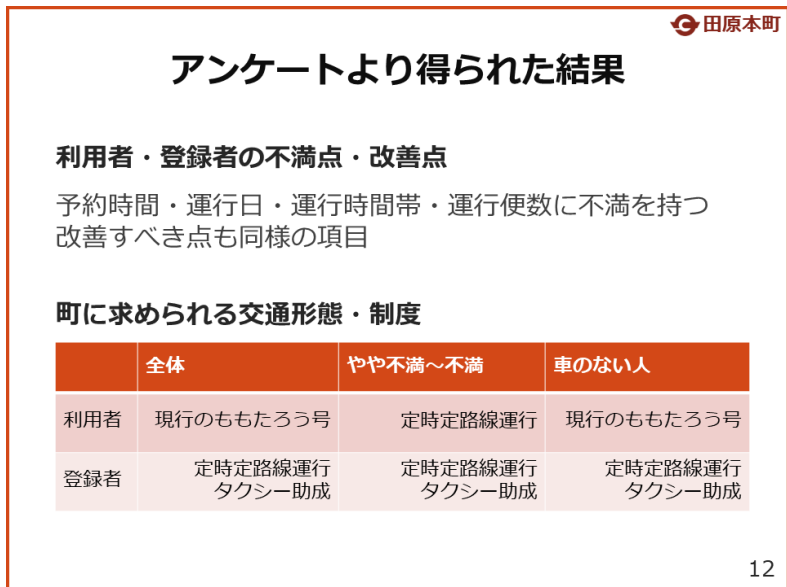 田原本町
アンケートより得られた結果
利用者・登録者の不満点・改善点
予約時間・運行日・運行時間帯・運行便数に不満を持つ
改善すべき点も同様の項目
町に求められる交通形態・制度
全体 やや不満～不満 車のない人
利用者 現行のももたろう号 定時定路線運行 現行のももたろう号
登録者 定時定路線運行 定時定路線運行 定時定路線運行
タクシー助成 タクシー助成 タクシー助成
12